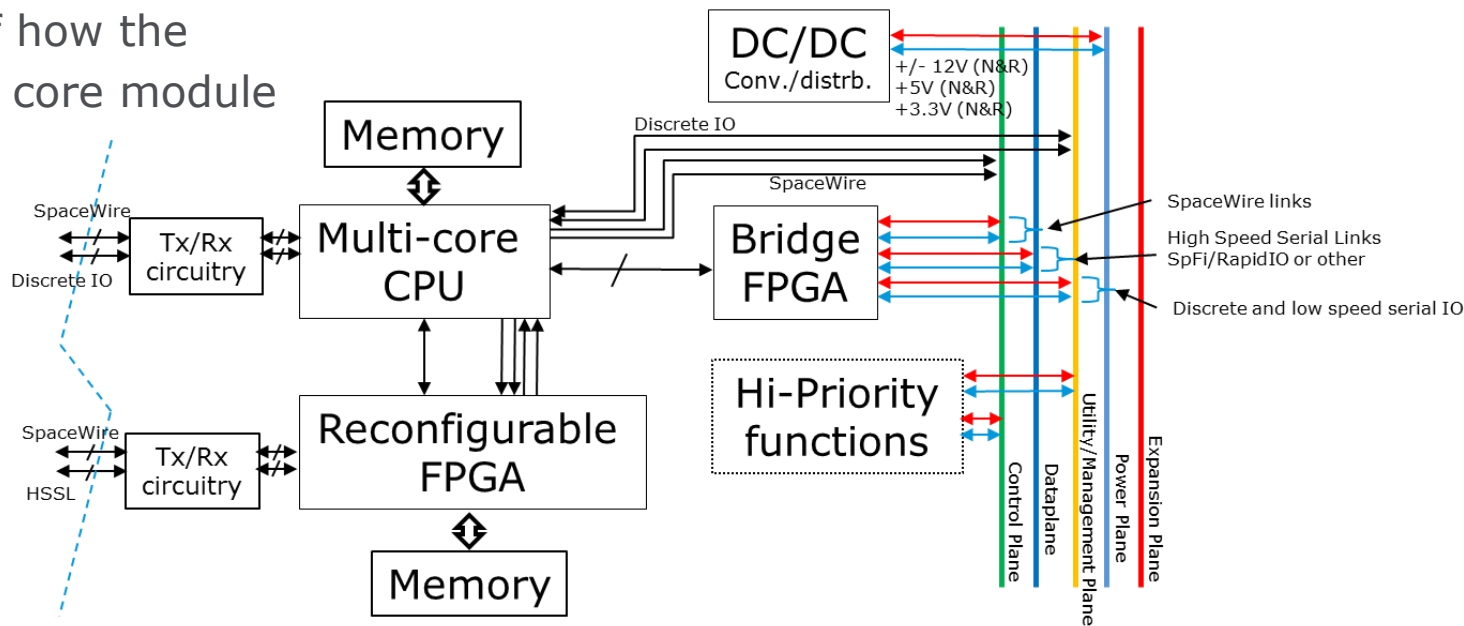 f how the
core module
DC/DC
Conv./distrb.
+/- 12V (N&R)
+5V (N&R)
+3.3V (N&R)
Memory
Discrete IO
SpaceWire
SpaceWire
Discrete IO
Tx/Rx
circuitry
Multi-core
CPU
Bridge
FPGA
SpaceWire links
High Speed Serial Links
SpFi/RapidIO or other
Discrete and low speed serial IO
Hi-Priority
functions
SpaceWire
HSSL
Tx/Rx
circuitry
Reconfigurable
FPGA
Memory
Control Plane
Dataplane
Utility/Management Plane
Power Plane
Expansion Plane